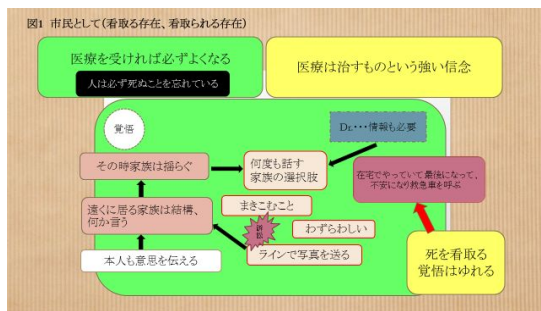 図1 市民として(看取る存在、看取られる存在)
医療を受ければ必ずよくなる
人は必ず死ぬことを忘れている
医療は治すものという強い信念
覚悟
Dr.・・・情報も必要
その時家族は揺らぐ
何度も話す
家族の選択肢
在宅でやっていて最後になって、
不安になり救急車を呼ぶ
まきこむこと
遠くに居る家族は結構、
何か言う
訴訟
わずらわしい
本人も意思を伝える
ラインで写真を送る
死を看取る
覚悟はゆれる